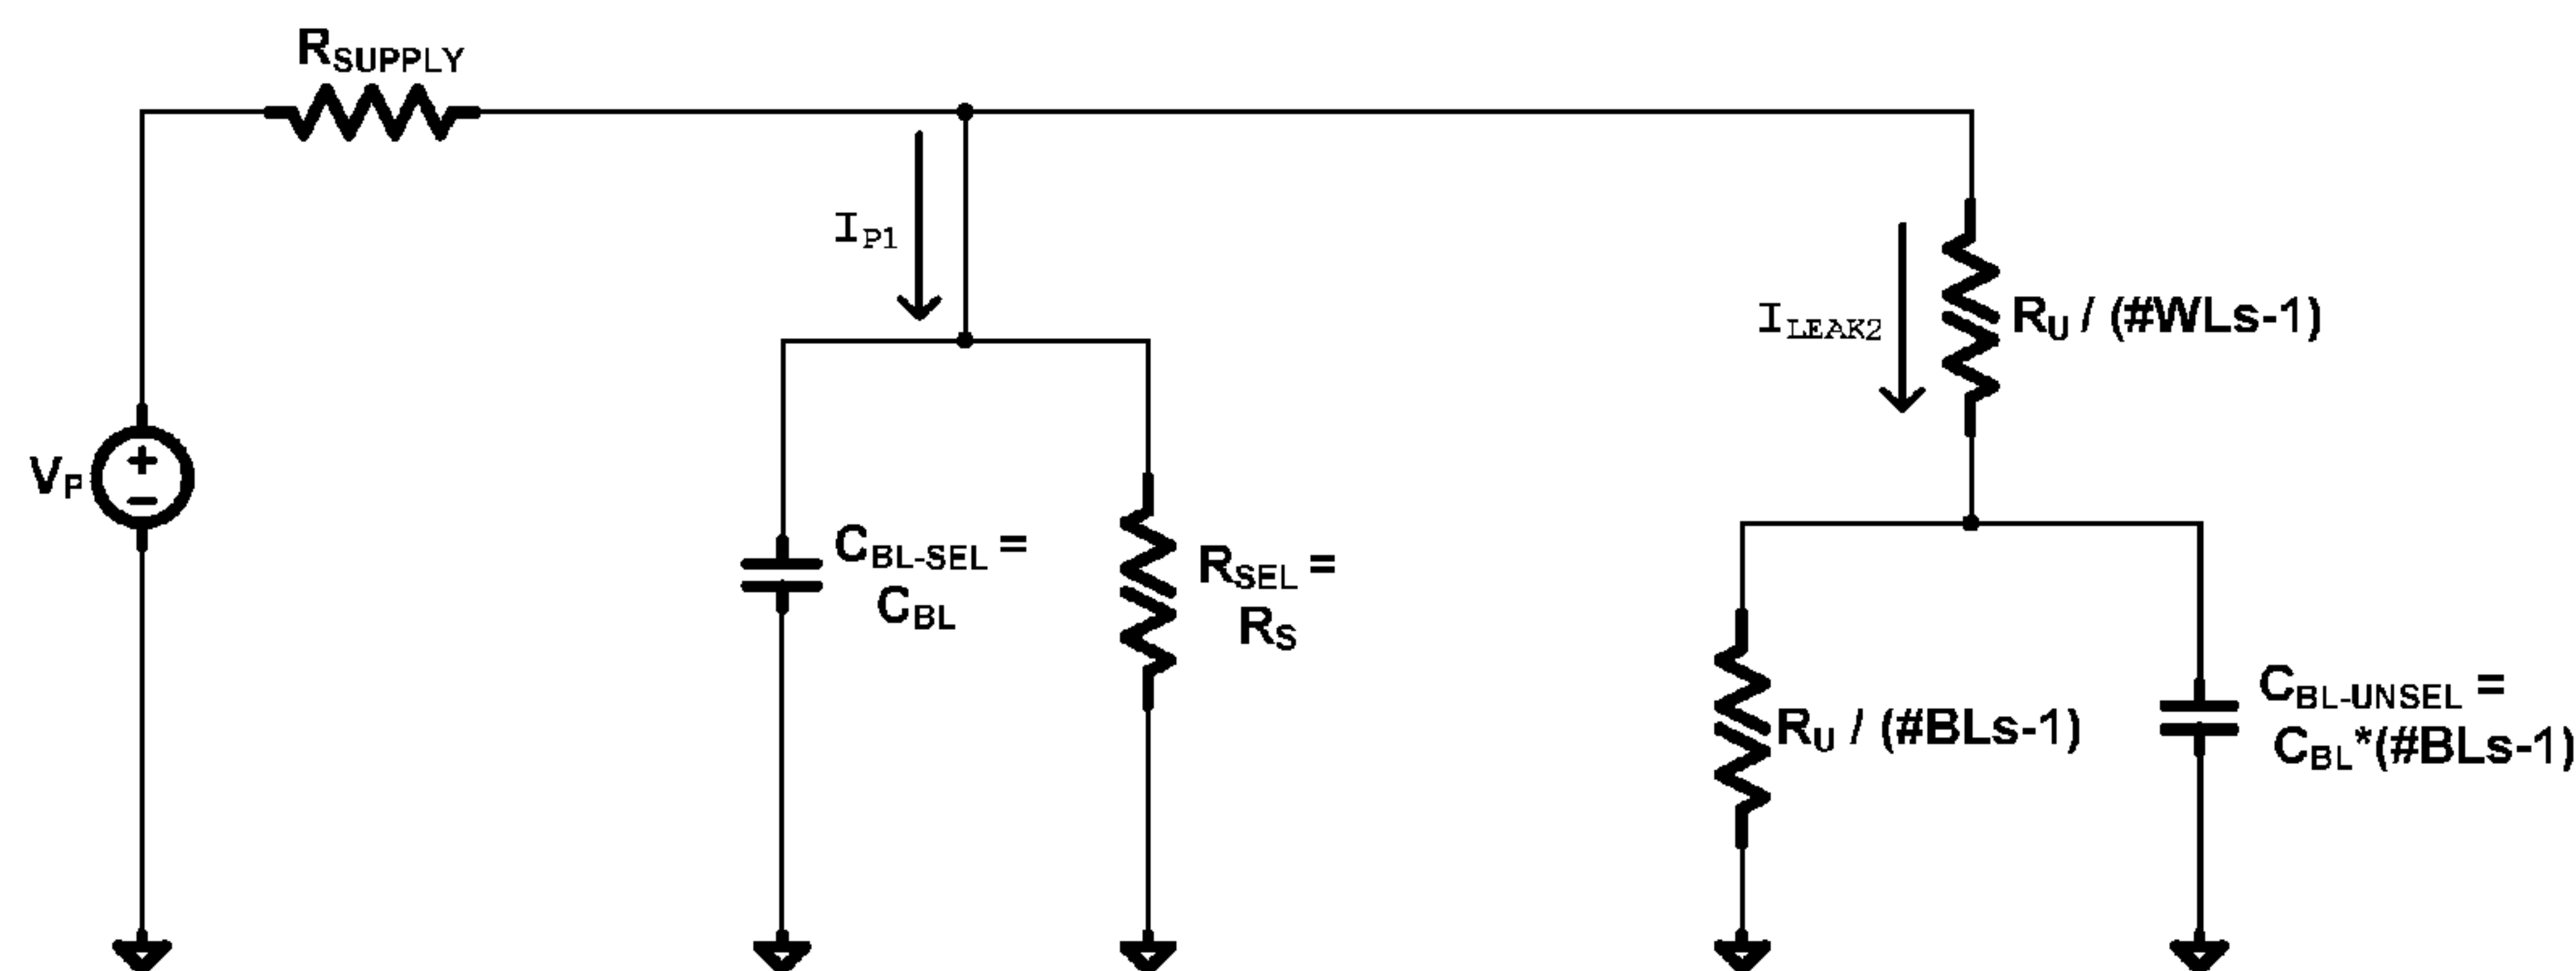 RSUPPLY
IP1
ILEAK2
RU / (#WLs-1)
VP
+
−
CBL-SEL =
CBL
RSEL =
RS
RU / (#BLs-1)
CBL-UNSEL =
CBL*(#BLs-1)